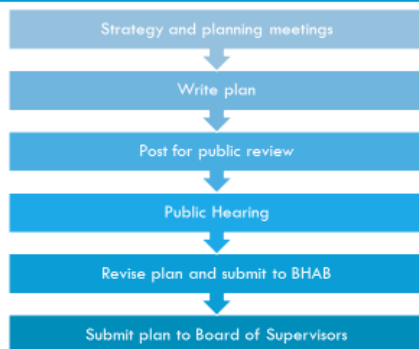 Strategy and planning meetings
Write plan
Post for public review
Public Hearing
Revise plan and submit to BHAB
Submit plan to Board of Supervisors